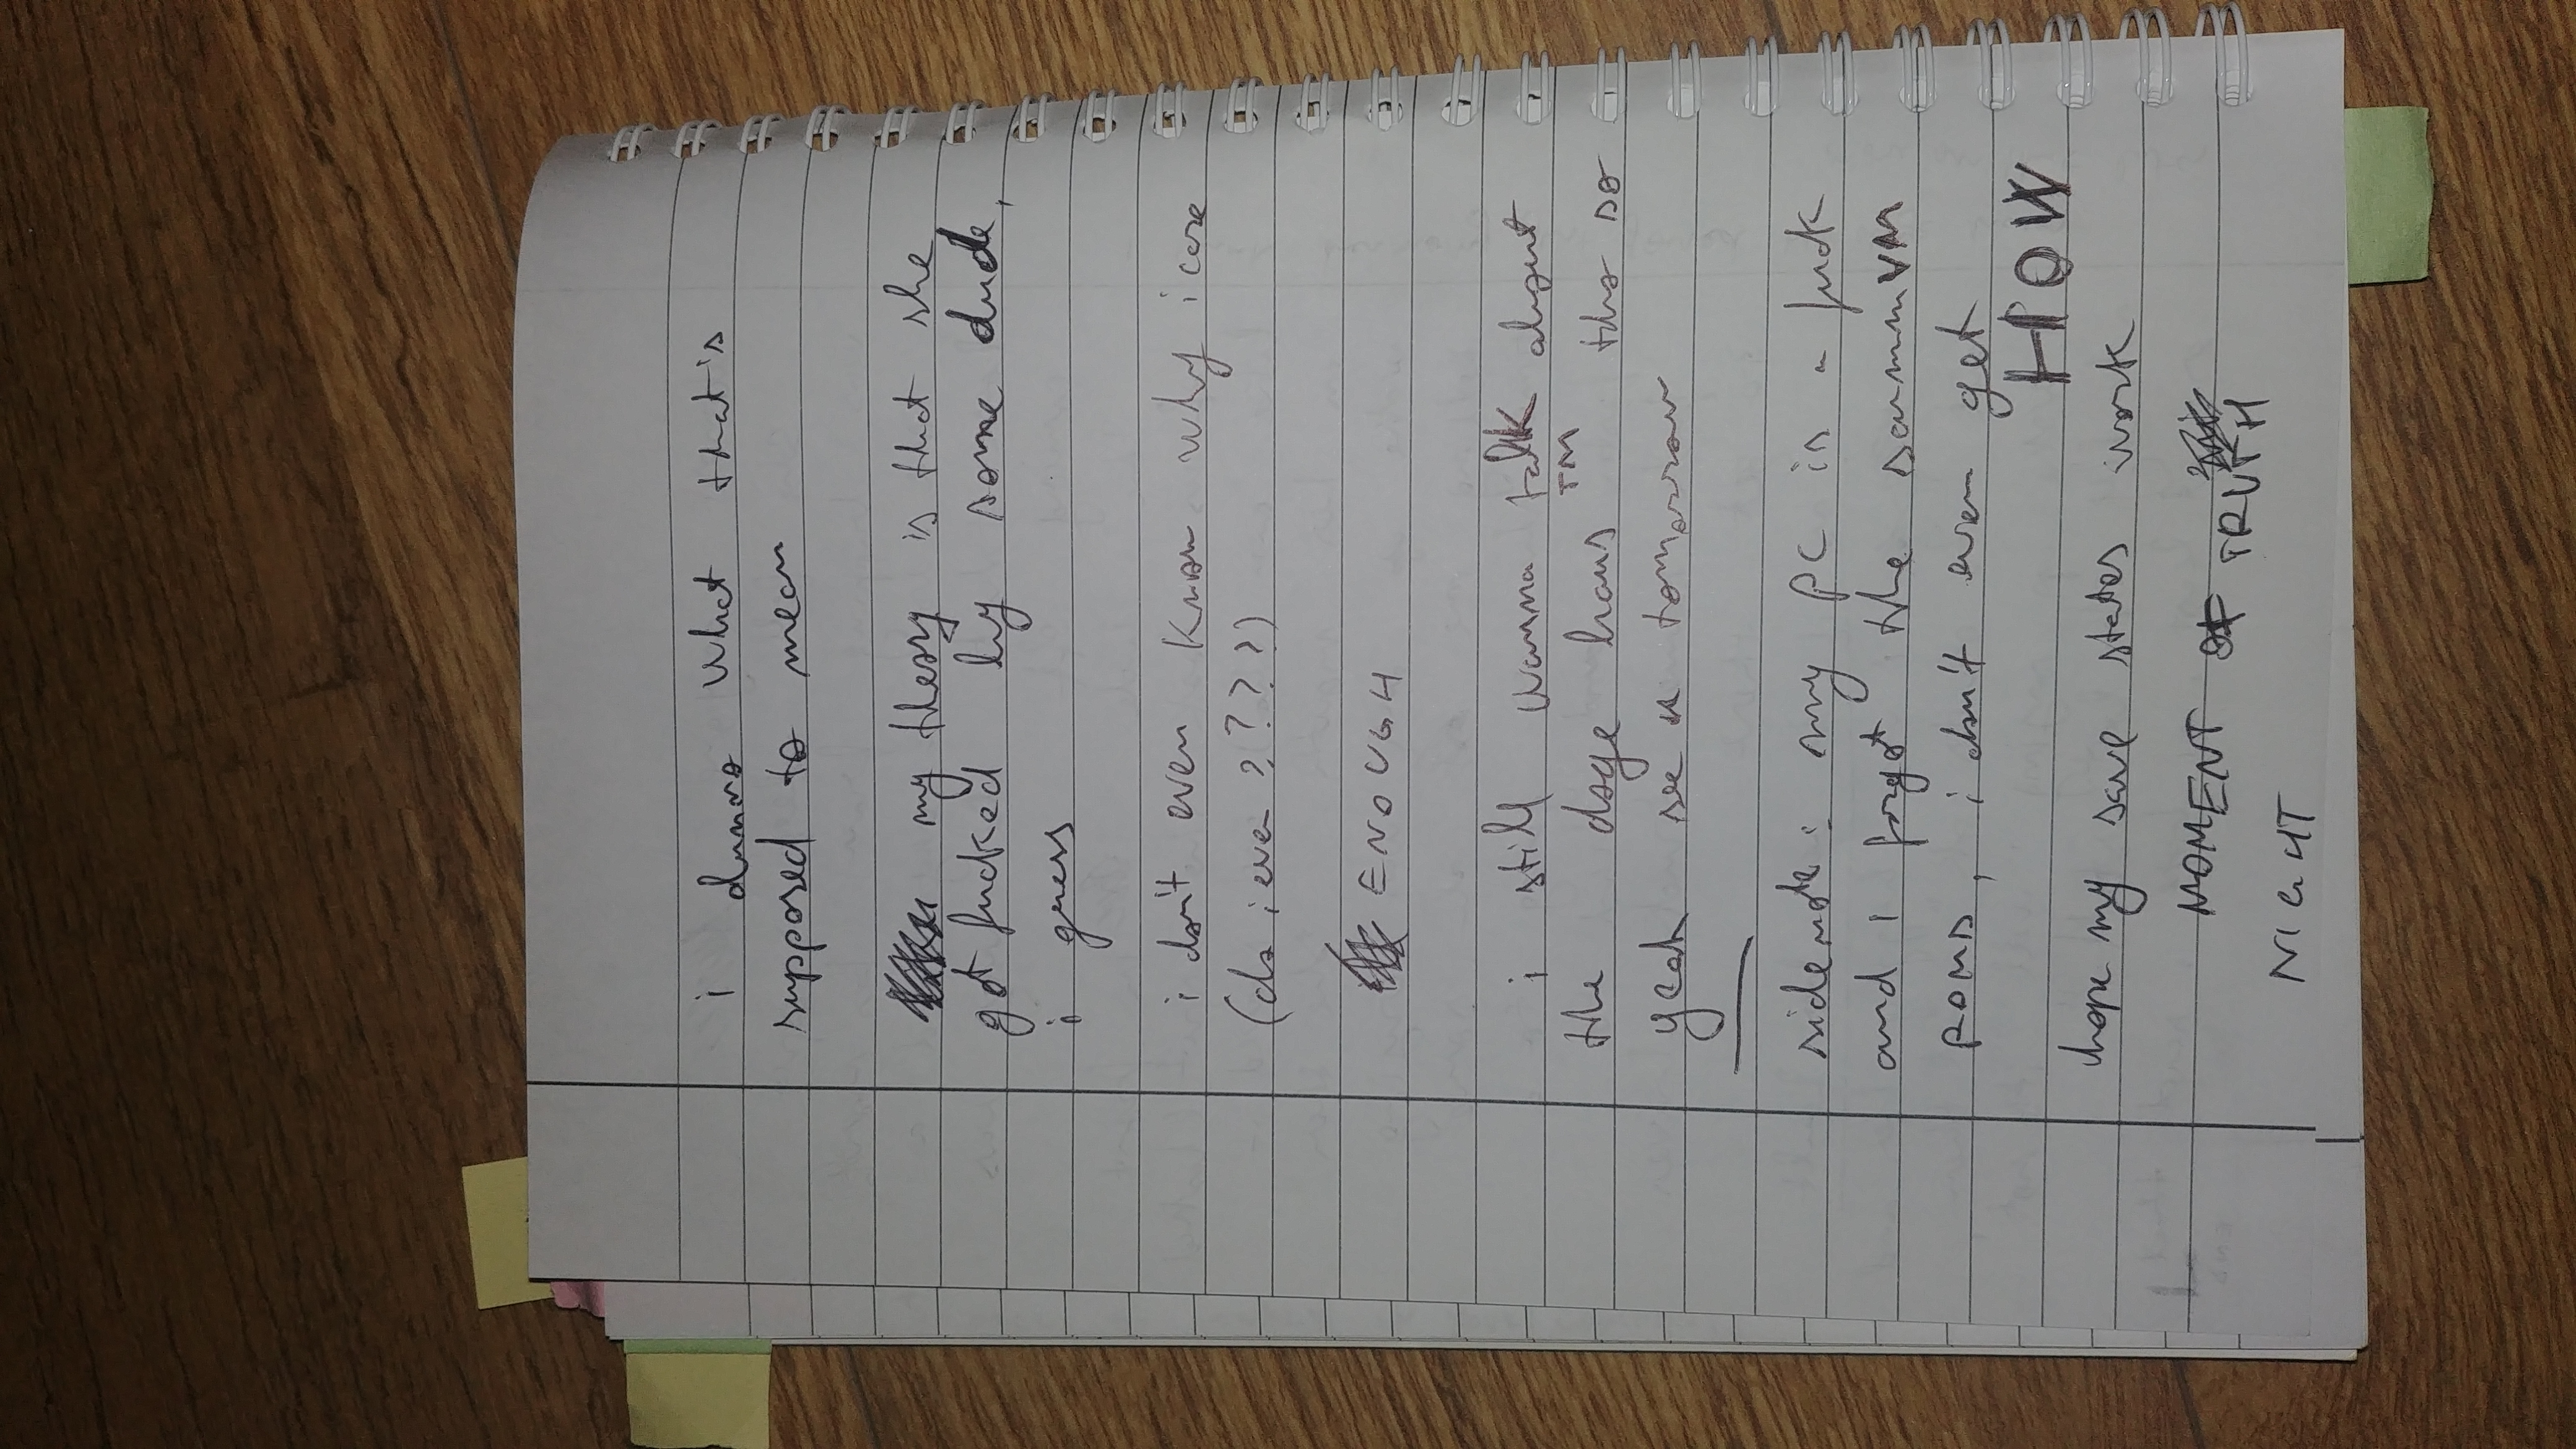 i dunno what that's
supposed to mean
my theory is that she
got fucked by some dude,
i guess
i don't even know why i care
(do i even ????)
ENOUGH
i still wanna talk about
the doge haus ™ tho so
yeah see u tomorrow
sidenote: my PC is a fuck
and I forgot the scummVM
ROMS, i don't even get
HOW
hope my save states work
MOMENT OF TRUTH
NIGHT